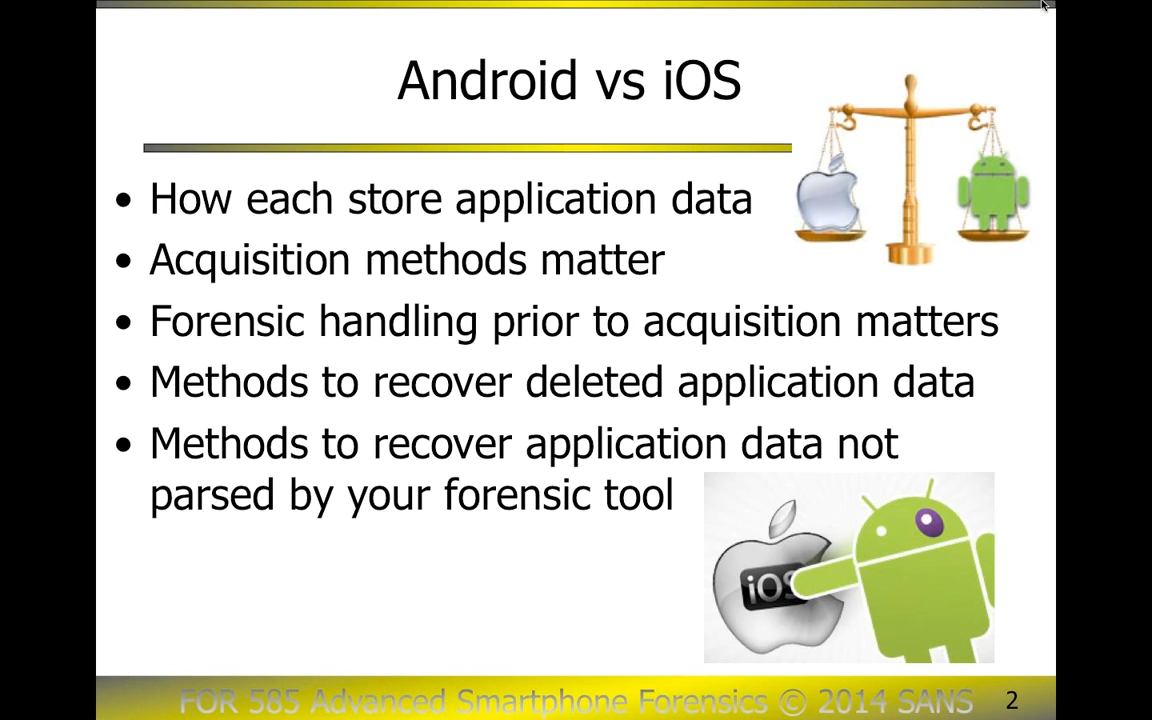 Android vs iOS
• How each store application data
• Acquisition methods matter
• Forensic handling prior to acquisition matters
• Methods to recover deleted application data
• Methods to recover application data not
parsed by your forensic tool
iOS
FOR 585 Advanced Smartphone Forensics © 2014 SANS 2